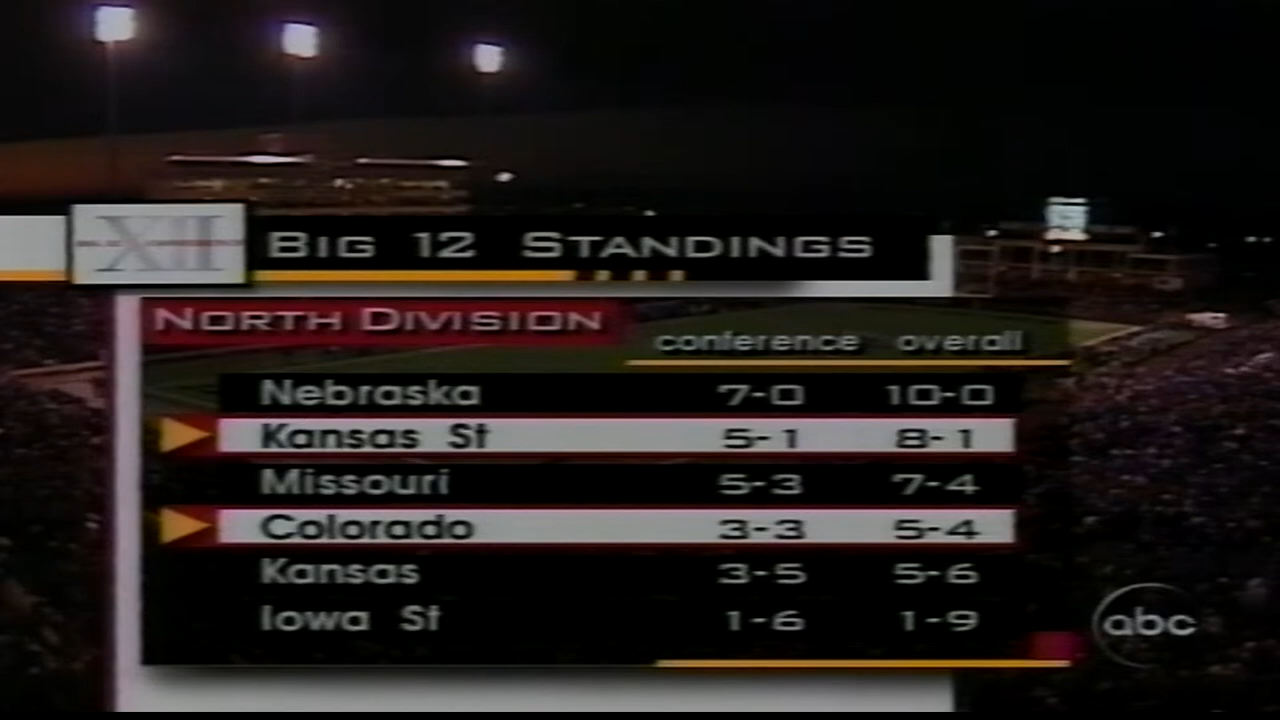 XII
Big 12 Standings
North Division
conference overall
Nebraska 7-0 10-0
Kansas St 5-1 8-1
Missouri 5-3 7-4
Colorado 3-3 5-4
Kansas 3-5 5-6
Iowa St 1-6 1-9
abc